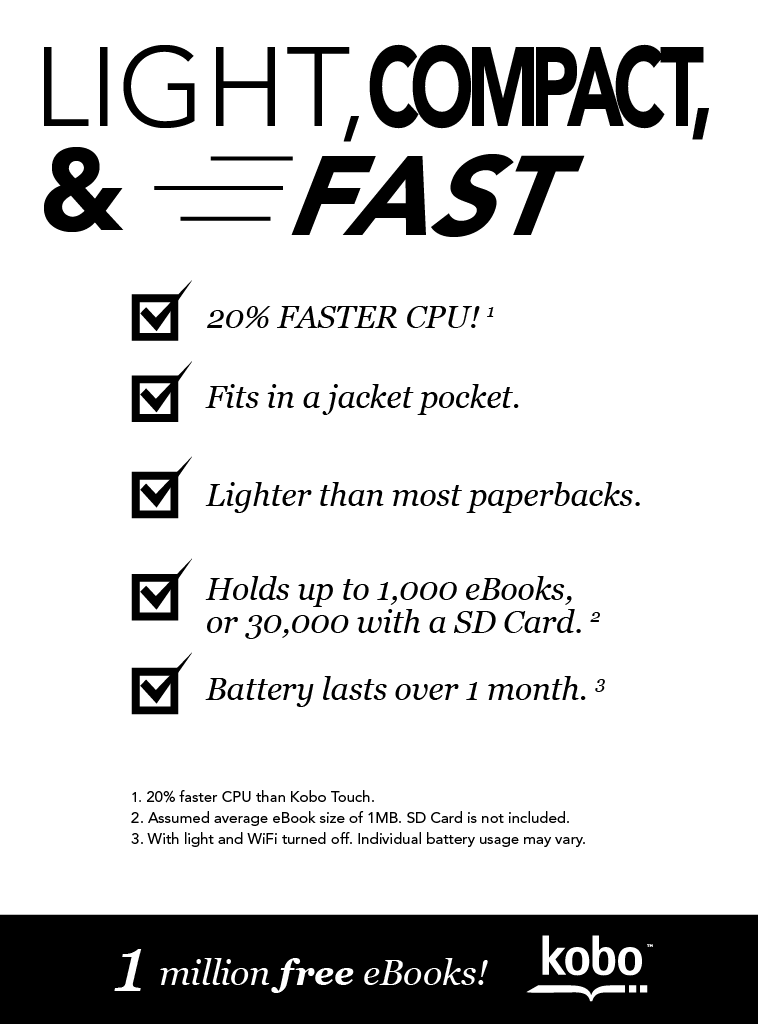 LIGHT, COMPACT,
& FAST
20% FASTER CPU! 1
Fits in a jacket pocket.
Lighter than most paperbacks.
Holds up to 1,000 eBooks,
or 30,000 with a SD Card. 2
Battery lasts over 1 month. 3
1. 20% faster CPU than Kobo Touch.
2. Assumed average eBook size of 1MB. SD Card is not included.
3. With light and WiFi turned off. Individual battery usage may vary.
1 million free eBooks!
kobo™